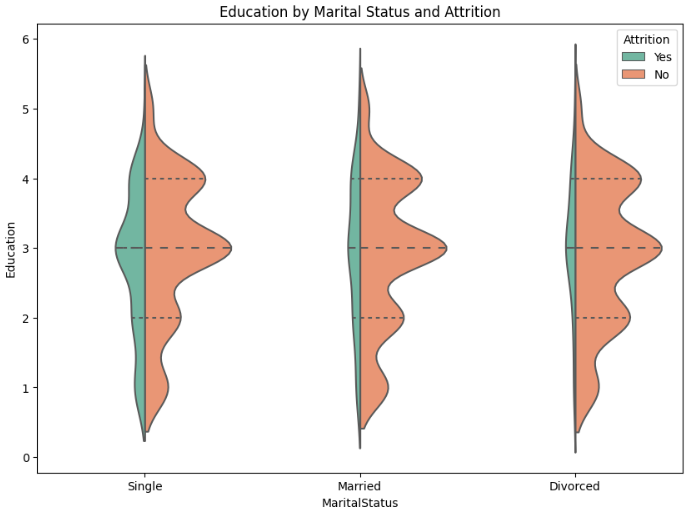 Education by Marital Status and Attrition
Attrition
Yes
No
6
5
4
3
2
1
0
Education
Single
Married
Divorced
MaritalStatus